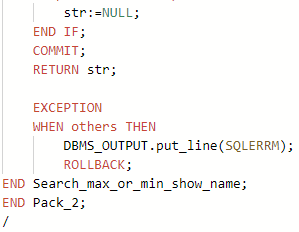 str:=NULL;
END IF;
COMMIT;
RETURN str;
EXCEPTION
WHEN others THEN
DBMS_OUTPUT.put_line(SQLERRM);
ROLLBACK;
END Search_max_or_min_show_name;
END Pack_2;
/